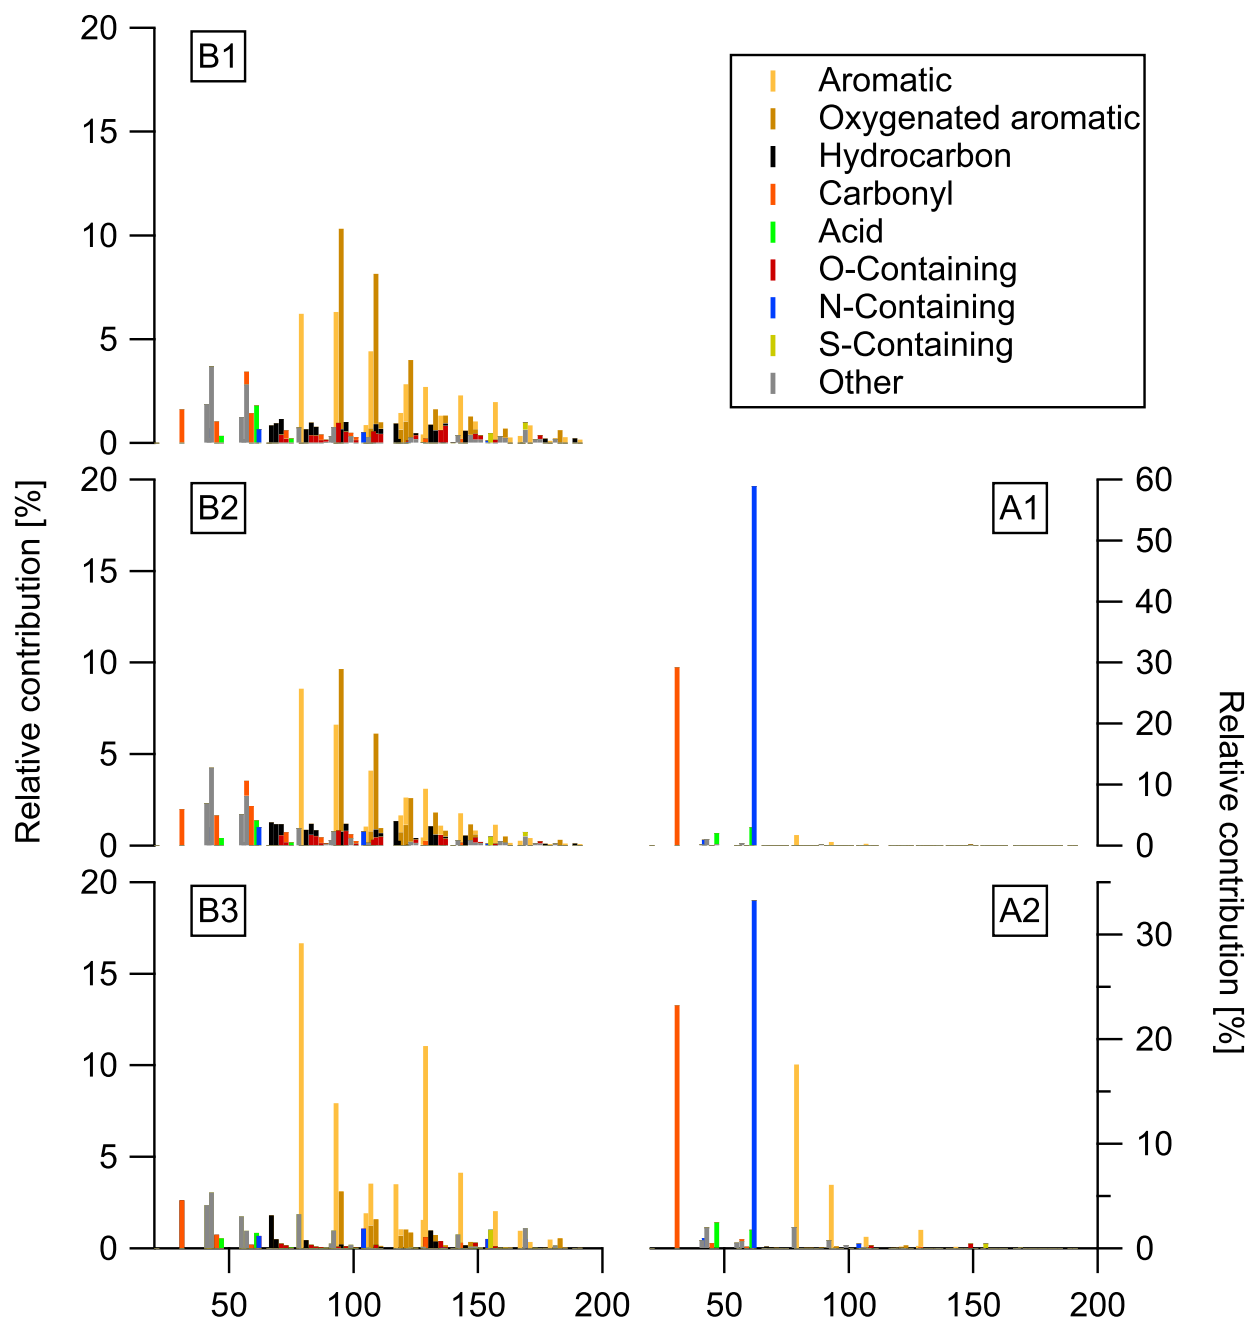 20
15
10
5
0
B1
Aromatic
Oxygenated aromatic
Hydrocarbon
Carbonyl
Acid
O-Containing
N-Containing
S-Containing
Other
Relative contribution [%]
20
15
10
5
0
B2
A1
60
50
40
30
20
10
0
20
15
10
5
0
B3
A2
30
20
10
0
Relative contribution [%]
50
100
150
200
50
100
150
200